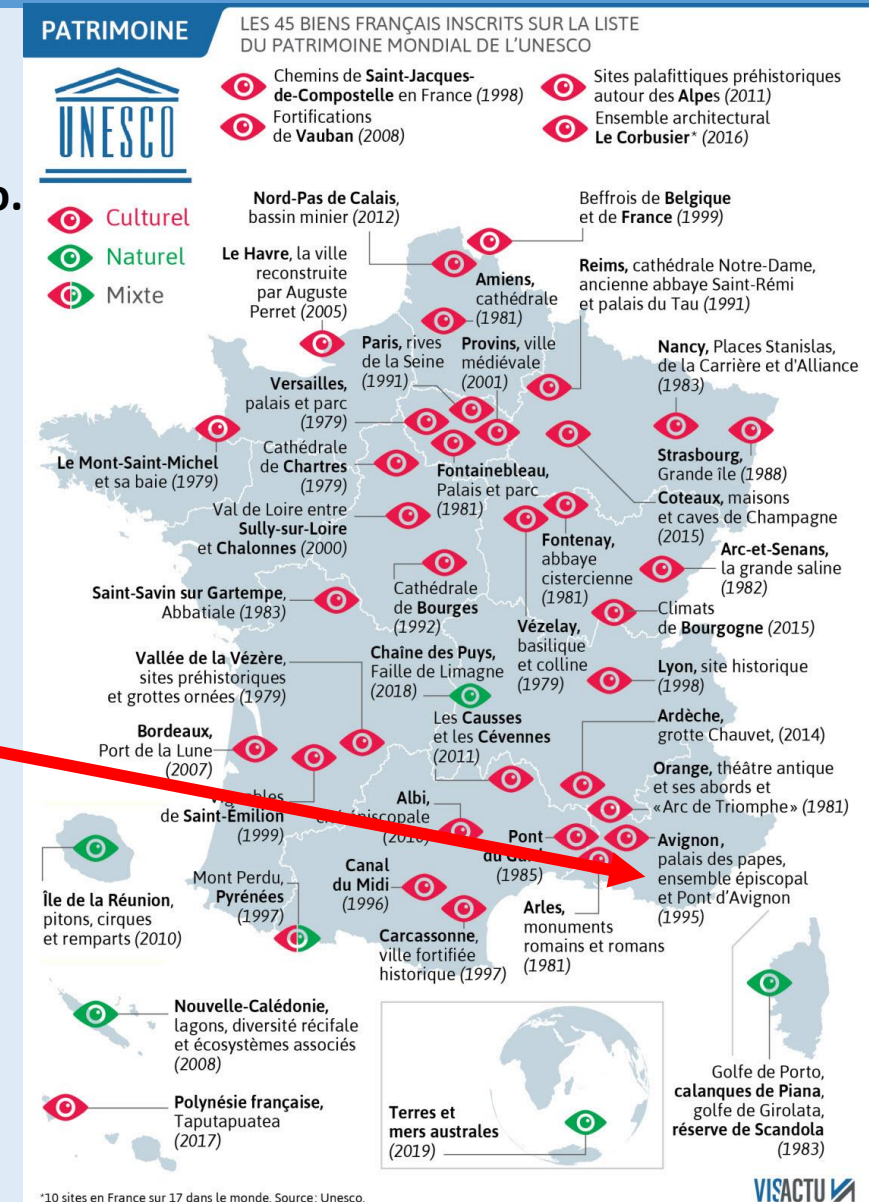 PATRIMOINE
LES 45 BIENS FRANÇAIS INSCRITS SUR LA LISTE
DU PATRIMOINE MONDIAL DE L'UNESCO
UNESCO
Chemins de Saint-Jacques-
de-Compostelle en France (1998)
Fortifications
de Vauban (2008)
Sites palafittiques préhistoriques
autour des Alpes (2011)
Ensemble architectural
Le Corbusier* (2016)
Culturel
Naturel
Mixte
Nord-Pas de Calais,
bassin minier (2012)
Beffrois de Belgique
et de France (1999)
Le Havre, la ville
reconstruite
par Auguste
Perret (2005)
Amiens,
cathédrale
(1981)
Reims, cathédrale Notre-Dame,
ancienne abbaye Saint-Rémi
et palais du Tau (1991)
Paris, rives
de la Seine
(1991)
Provins, ville
médiévale
(2001)
Nancy, Places Stanislas,
de la Carrière et d'Alliance
(1983)
Versailles,
palais et parc
(1979)
Le Mont-Saint-Michel
et sa baie (1979)
Cathédrale
de Chartres
(1979)
Fontainebleau,
Palais et parc
(1981)
Strasbourg,
Grande île (1988)
Coteaux, maisons
et caves de Champagne
(2015)
Val de Loire entre
Sully-sur-Loire
et Chalonnes (2000)
Fontenay,
abbaye
cistercienne
(1981)
Arc-et-Senans,
la grande saline
(1982)
Saint-Savin sur Gartempe,
Abbatiale (1983)
Cathédrale
de Bourges
(1992)
Vézelay,
basilique
et colline
(1979)
Climats
de Bourgogne (2015)
Vallée de la Vézère,
sites préhistoriques
et grottes ornées (1979)
Chaîne des Puys,
Faille de Limagne
(2018)
Lyon, site historique
(1998)
Bordeaux,
Port de la Lune
(2007)
Les Causses
et les Cévennes
(2011)
Ardèche,
grotte Chauvet, (2014)
de Saint-Émilion
(1999)
Albi,
épiscopale
Orange, théâtre antique
et ses abords et
«Arc de Triomphe» (1981)
Pont
du
(1985)
Avignon,
palais des papes,
ensemble épiscopal
et Pont d'Avignon
(1995)
Île de la Réunion,
pitons, cirques
et remparts (2010)
Mont Perdu,
Pyrénées
(1997)
Canal
du Midi
(1996)
Carcassonne,
ville fortifiée
historique (1997)
Arles,
monuments
romains et romans
(1981)
Nouvelle-Calédonie,
lagons, diversité récifale
et écosystèmes associés
(2008)
Polynésie française,
Taputapuatea
(2017)
Terres et
mers australes
(2019)
Golfe de Porto,
calanques de Piana,
golfe de Girolata,
réserve de Scandola
(1983)
*10 sites en France sur 17 dans le monde. Source: Unesco.
VISACTU